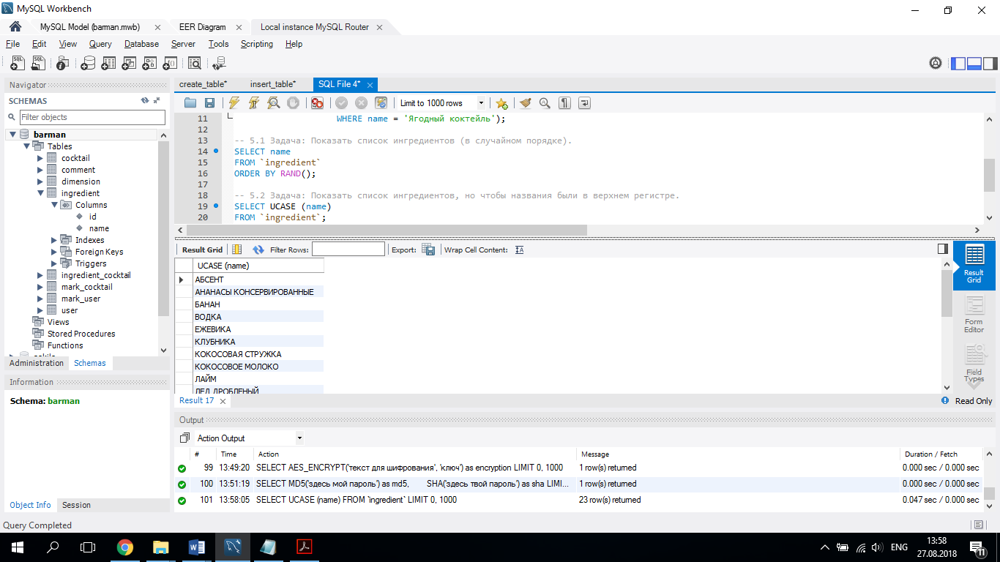 MySQL Workbench
MySQL Model (barman.mwb) EER Diagram Local instance MySQL Router
File Edit View Query Database Server Tools Scripting Help
Navigator
SCHEMAS
Filter objects
barman
Tables
cocktail
comment
dimension
ingredient
Columns
id
name
Indexes
Foreign Keys
Triggers
ingredient_cocktail
mark_cocktail
mark_user
user
Views
Stored Procedures
Functions
Administration Schemas
Information
Schema: barman
Object Info Session
create_table* insert_table* SQL File 4*
Limit to 1000 rows
11 WHERE name = 'Ягодный коктейль');
12
13 -- 5.1 Задача: Показать список ингредиентов (в случайном порядке).
14 SELECT name
15 FROM `ingredient`
16 ORDER BY RAND();
17
18 -- 5.2 Задача: Показать список ингредиентов, но чтобы названия были в верхнем регистре.
19 SELECT UCASE (name)
20 FROM `ingredient`;
Result Grid Filter Rows: Export: Wrap Cell Content:
UCASE (name)
АБСЕНТ
АНАНАСЫ КОНСЕРВИРОВАННЫЕ
БАНАН
ВОДКА
ЕЖЕВИКА
КЛУБНИКА
КОКОСОВАЯ СТРУЖКА
КОКОСОВОЕ МОЛОКО
ЛАЙМ
ЛЕД ДРОБЛЕНЫЙ
Result Grid
Form Editor
Field Types
Result 17 Read Only
Output
Action Output
# Time Action Message Duration / Fetch
99 13:49:20 SELECT AES_ENCRYPT('текст для шифрования', 'ключ') as encryption LIMIT 0, 1000 1 row(s) returned 0.000 sec / 0.000 sec
100 13:51:19 SELECT MD5('здесь мой пароль') as md5, SHA('здесь твой пароль') as sha LIMI... 1 row(s) returned 0.000 sec / 0.000 sec
101 13:58:05 SELECT UCASE (name) FROM `ingredient` LIMIT 0, 1000 23 row(s) returned 0.047 sec / 0.000 sec
Query Completed
ENG 13:58
27.08.2018
11